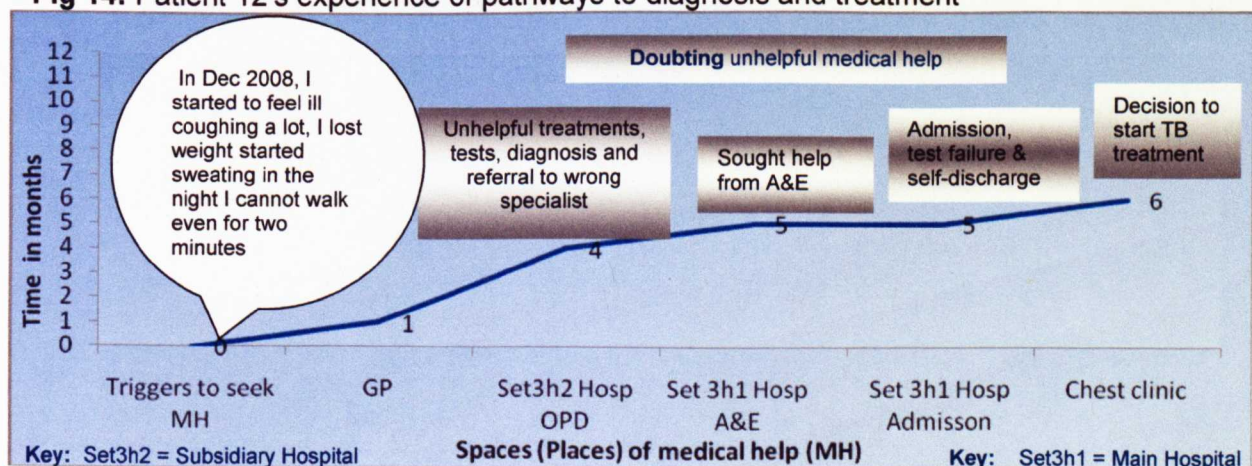 Fig 14: Patient 12's experience of pathways to diagnosis and treatment
12
11
10
9
8
7
6
5
4
3
2
1
0
Time in months
In Dec 2008, I
started to feel ill
coughing a lot, I lost
weight started
sweating in the
night I cannot walk
even for two
minutes
Doubting unhelpful medical help
Unhelpful treatments,
tests, diagnosis and
referral to wrong
specialist
Sought help
from A&E
Admission,
test failure &
self-discharge
Decision to
start TB
treatment
0
1
4
5
5
6
Triggers to seek
MH
GP
Set3h2 Hosp
OPD
Set 3h1 Hosp
A&E
Set 3h1 Hosp
Admisson
Chest clinic
Key: Set3h2 = Subsidiary Hospital
Spaces (Places) of medical help (MH)
Key: Set3h1 = Main Hospital